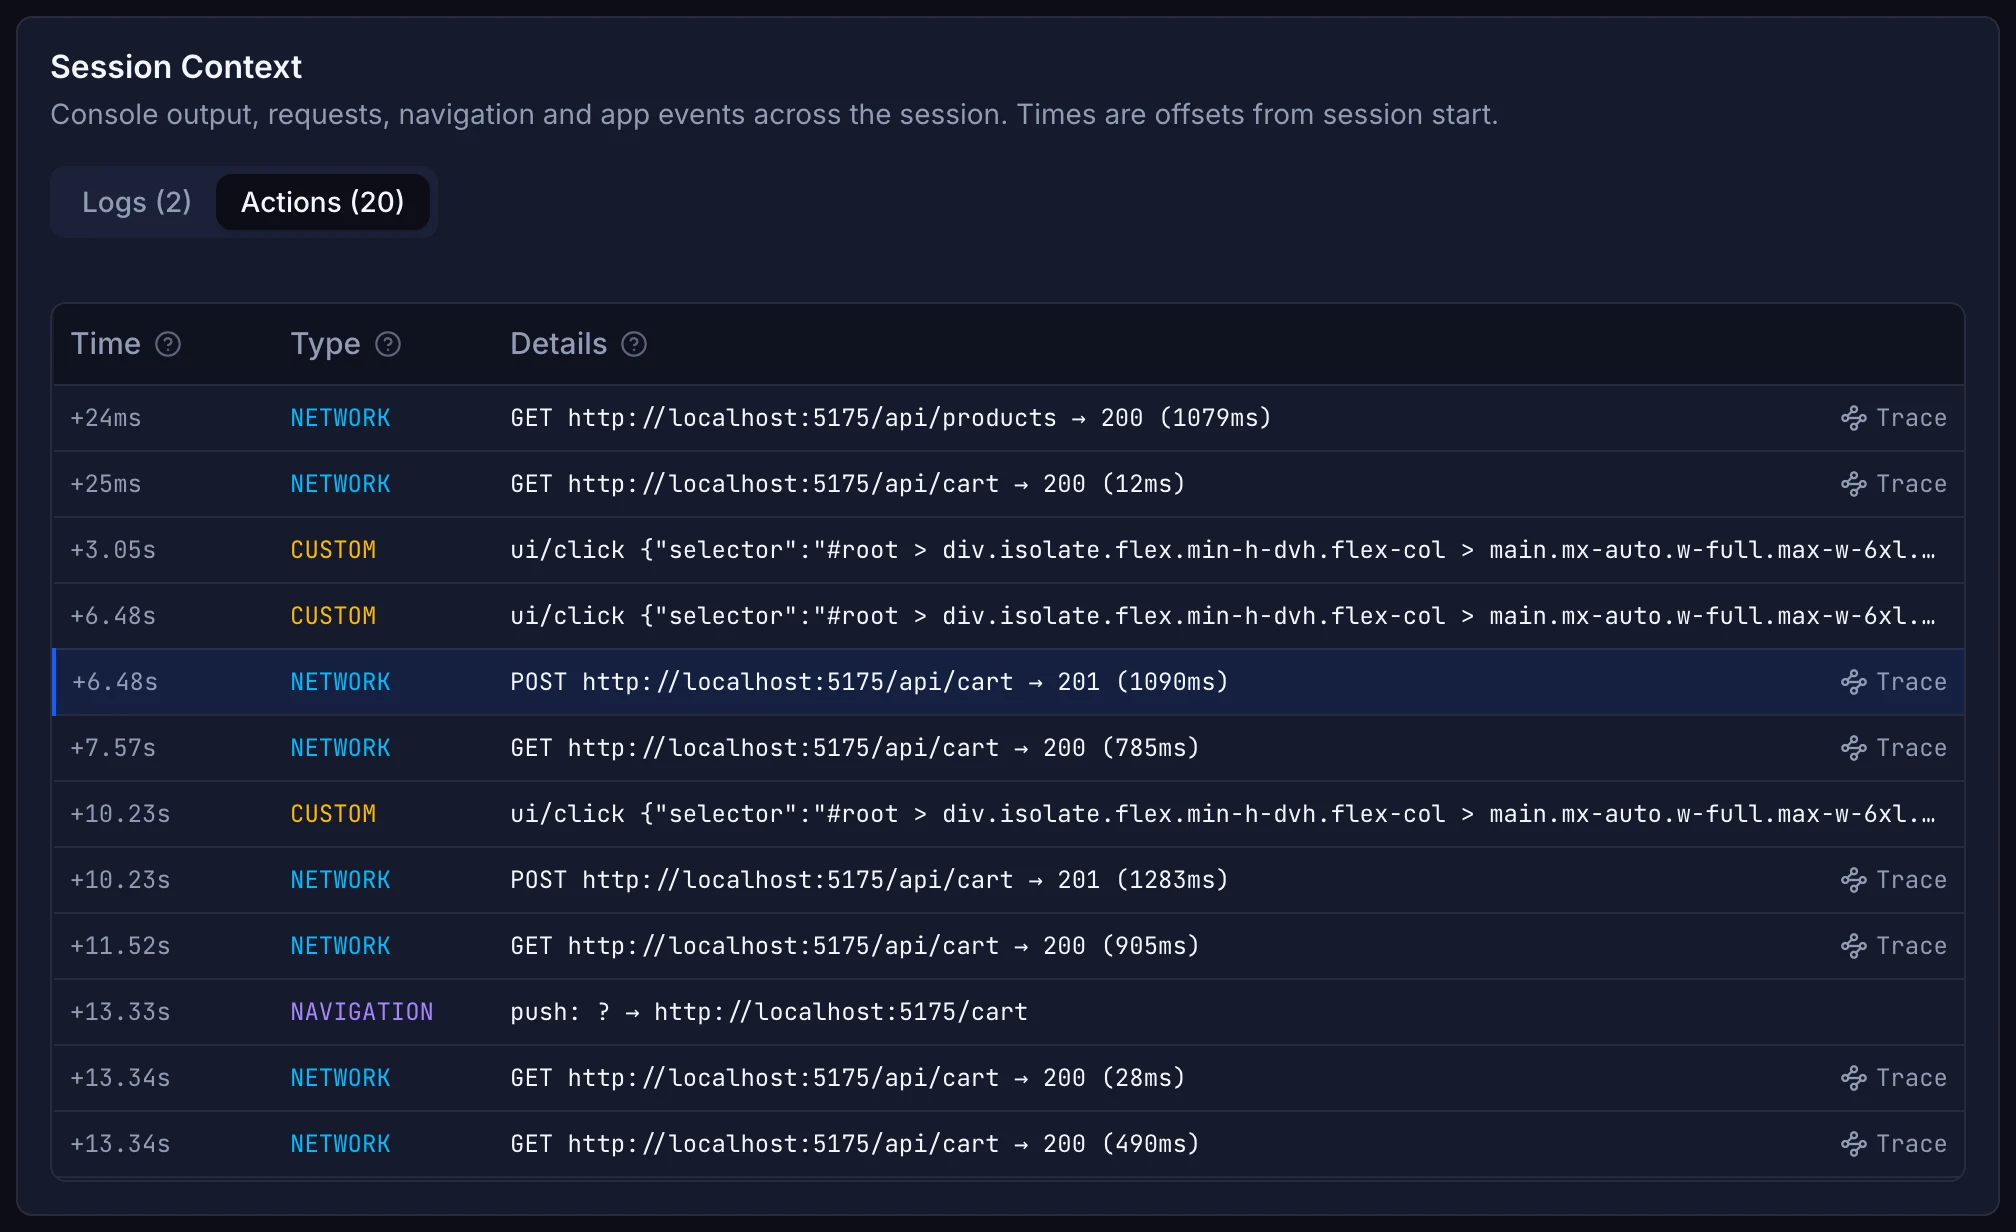 Session Context
Console output, requests, navigation and app events across the session. Times are offsets from session start.
Logs (2) Actions (20)
Time ? Type ? Details ?
+24ms NETWORK GET http://localhost:5175/api/products → 200 (1079ms) Trace
+25ms NETWORK GET http://localhost:5175/api/cart → 200 (12ms) Trace
+3.05s CUSTOM ui/click {"selector":"#root > div.isolate.flex.min-h-dvh.flex-col > main.mx-auto.w-full.max-w-6xl.…
+6.48s CUSTOM ui/click {"selector":"#root > div.isolate.flex.min-h-dvh.flex-col > main.mx-auto.w-full.max-w-6xl.…
+6.48s NETWORK POST http://localhost:5175/api/cart → 201 (1090ms) Trace
+7.57s NETWORK GET http://localhost:5175/api/cart → 200 (785ms) Trace
+10.23s CUSTOM ui/click {"selector":"#root > div.isolate.flex.min-h-dvh.flex-col > main.mx-auto.w-full.max-w-6xl.…
+10.23s NETWORK POST http://localhost:5175/api/cart → 201 (1283ms) Trace
+11.52s NETWORK GET http://localhost:5175/api/cart → 200 (905ms) Trace
+13.33s NAVIGATION push: ? → http://localhost:5175/cart
+13.34s NETWORK GET http://localhost:5175/api/cart → 200 (28ms) Trace
+13.34s NETWORK GET http://localhost:5175/api/cart → 200 (490ms) Trace